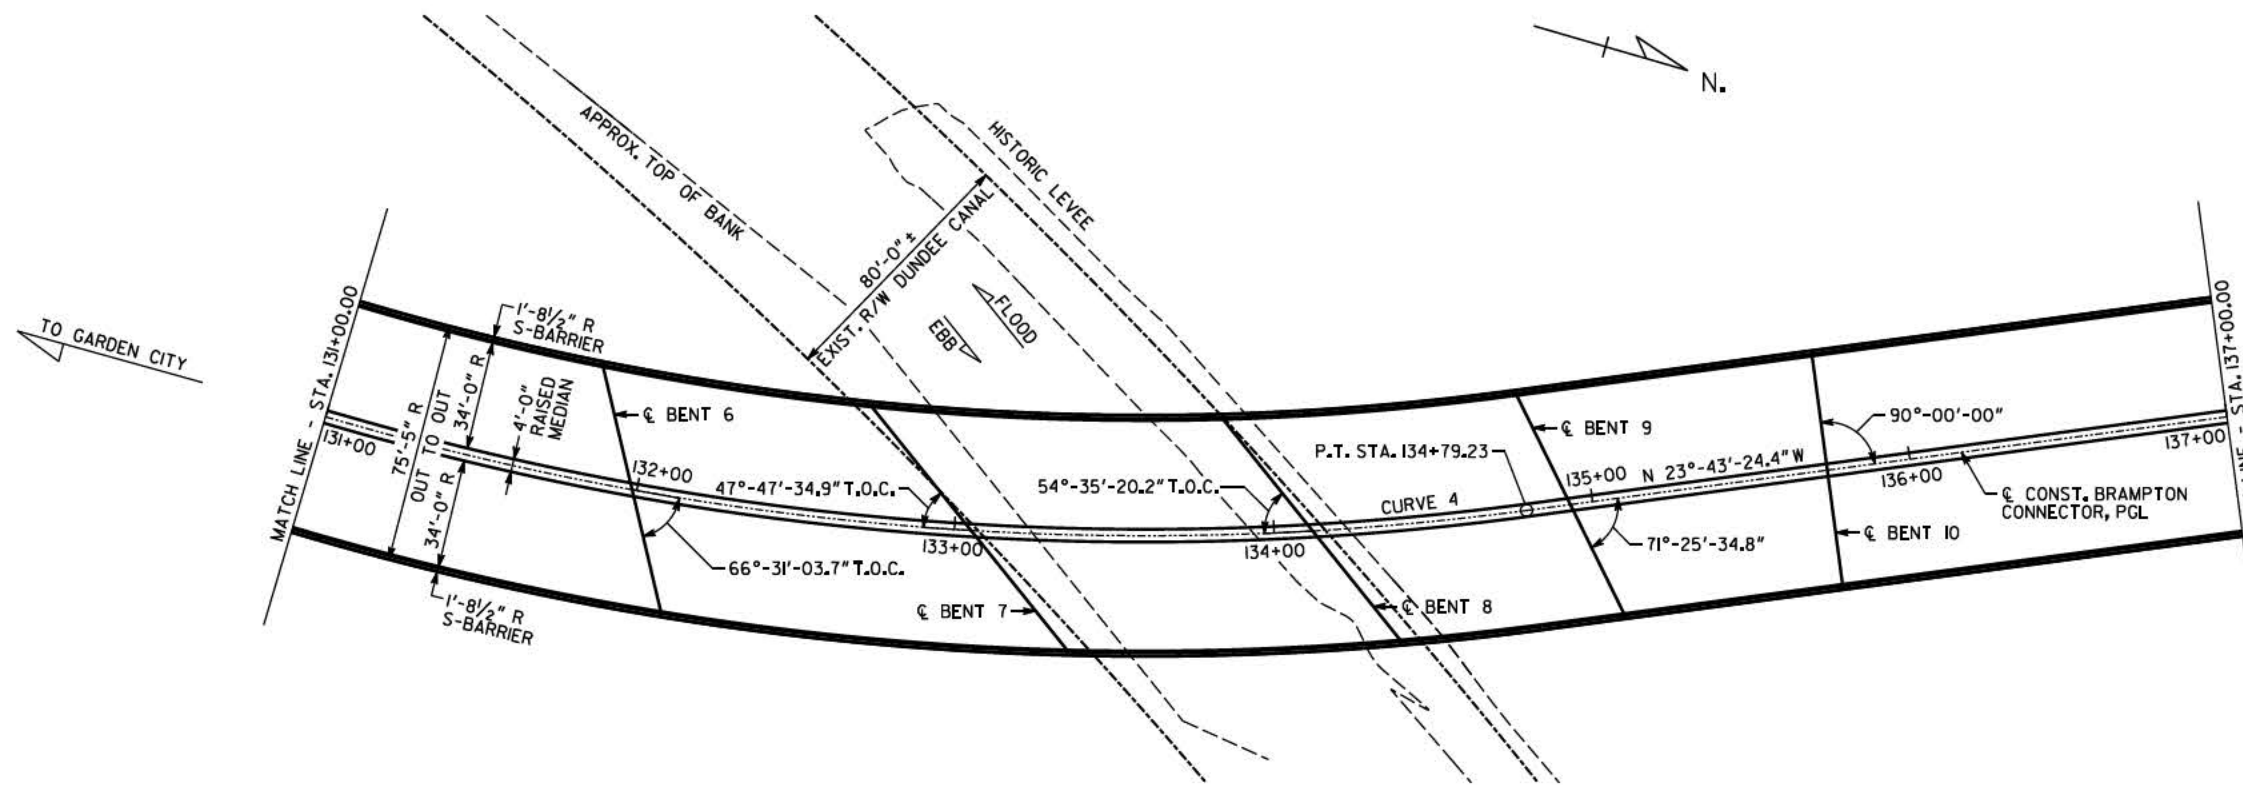 N.
TO GARDEN CITY
MATCH LINE - STA. 131+00.00
1'-8½" R
S-BARRIER
75'-5" R
OUT TO OUT
34'-0" R
34'-0" R
4'-0"
RAISED
MEDIAN
1'-8½" R
S-BARRIER
131+00
APPROX. TOP OF BANK
HISTORIC LEVEE
80'-0" ±
EXIST. R/W DUNDEE CANAL
FLOOD
EBB
℄ BENT 6
132+00
66°-31'-03.7" T.O.C.
47°-47'-34.9" T.O.C.
133+00
℄ BENT 7
54°-35'-20.2" T.O.C.
134+00
℄ BENT 8
P.T. STA. 134+79.23
CURVE 4
℄ BENT 9
135+00
N 23°-43'-24.4" W
71°-25'-34.8"
90°-00'-00"
136+00
℄ BENT 10
℄ CONST. BRAMPTON
CONNECTOR, PGL
137+00
LINE - STA. 137+00.00